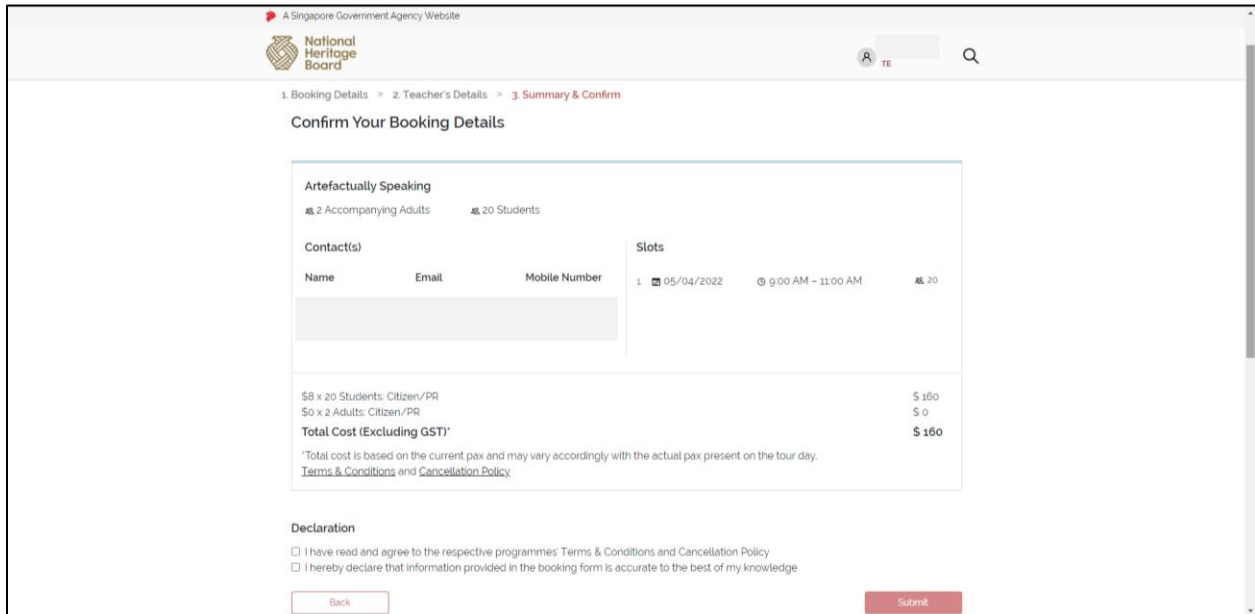 A Singapore Government Agency Website
National
Heritage
Board
TE
1. Booking Details > 2. Teacher's Details > 3. Summary & Confirm
Confirm Your Booking Details
Artefactually Speaking
2 Accompanying Adults 20 Students
Contact(s)
Name Email Mobile Number
Slots
1 05/04/2022 9:00 AM – 11:00 AM 20
$8 x 20 Students: Citizen/PR $ 160
$0 x 2 Adults: Citizen/PR $ 0
Total Cost (Excluding GST)* $ 160
*Total cost is based on the current pax and may vary accordingly with the actual pax present on the tour day.
Terms & Conditions and Cancellation Policy
Declaration
I have read and agree to the respective programmes' Terms & Conditions and Cancellation Policy
I hereby declare that information provided in the booking form is accurate to the best of my knowledge
Back Submit